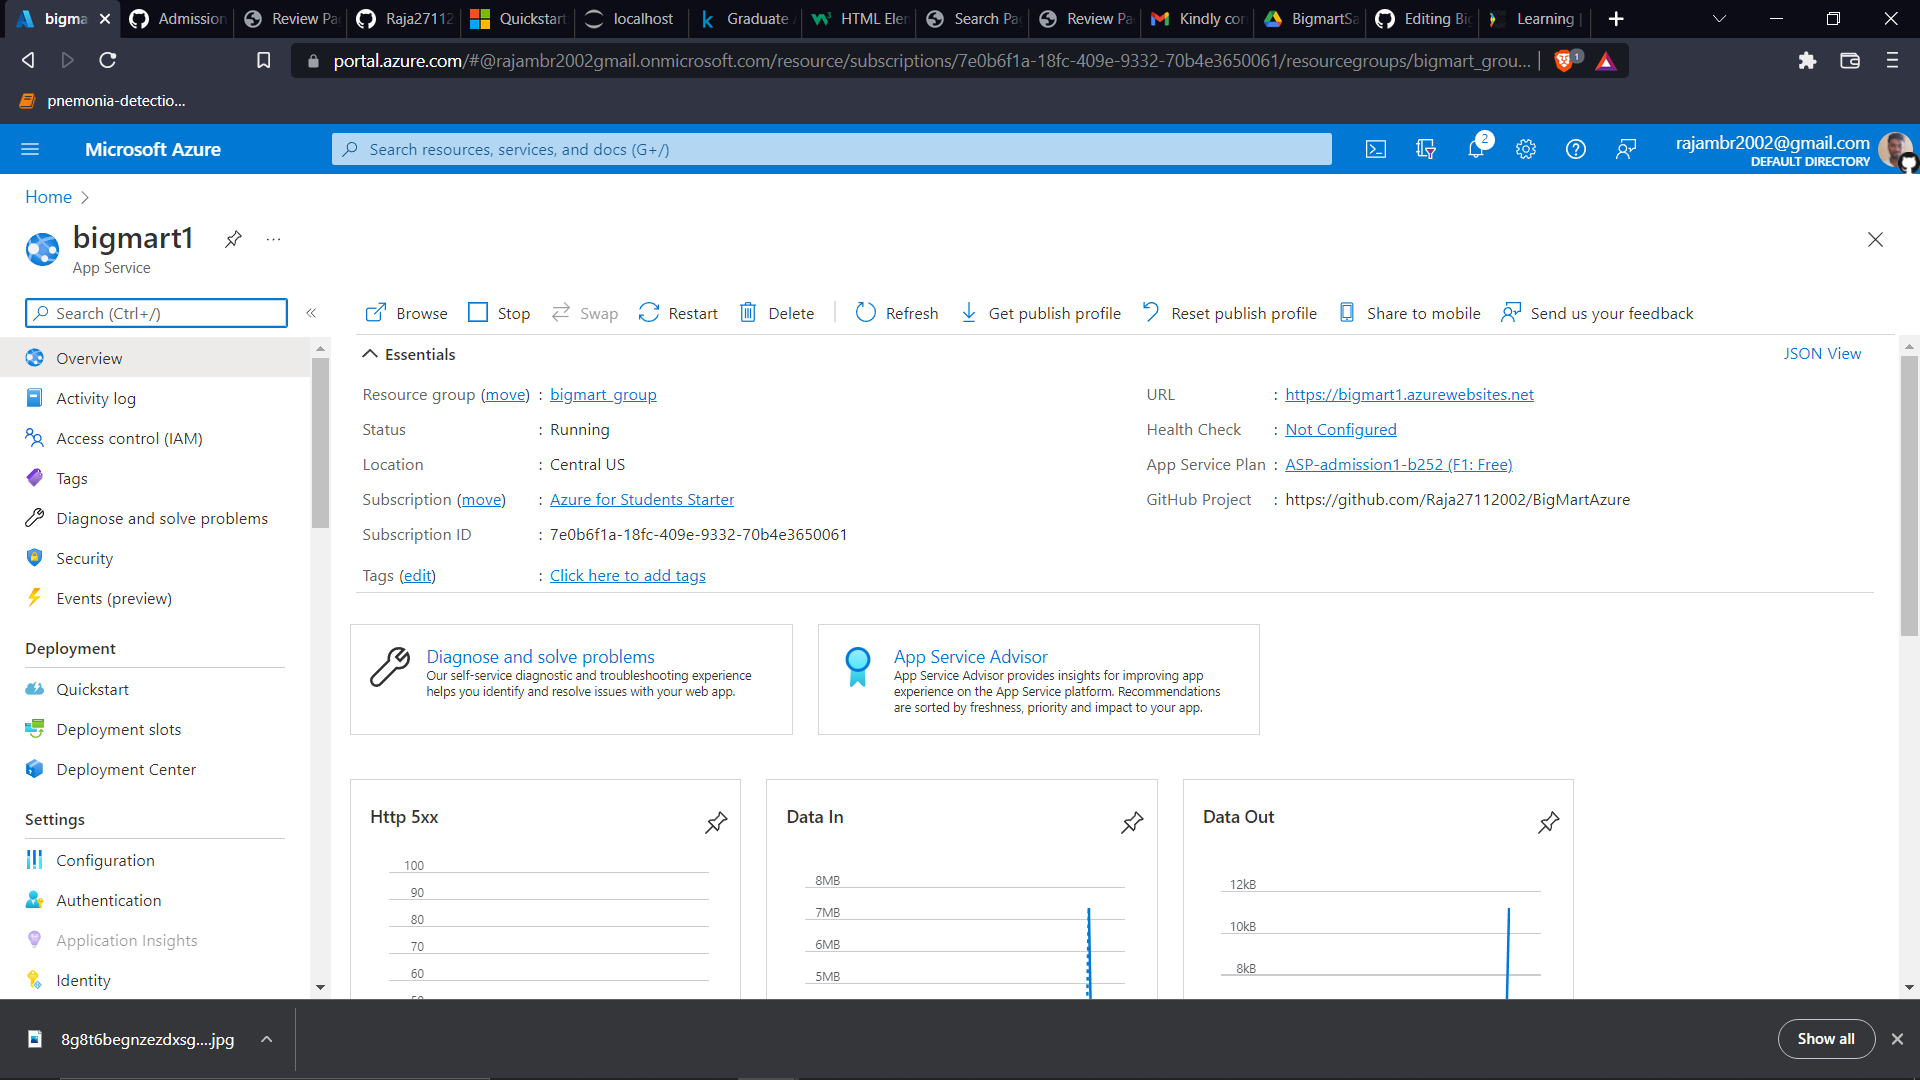 bigma
Admission
Review Pa
Raja27112
Quickstart
localhost
Graduate A
HTML Elem
Search Pag
Review Pa
Kindly con
BigmartSa
Editing Big
Learning |
portal.azure.com/#@rajambr2002gmail.onmicrosoft.com/resource/subscriptions/7e0b6f1a-18fc-409e-9332-70b4e3650061/resourcegroups/bigmart_grou...
1
pnemonia-detectio...
Microsoft Azure
Search resources, services, and docs (G+/)
2
rajambr2002@gmail.com
DEFAULT DIRECTORY
Home
bigmart1
...
App Service
Search (Ctrl+/)
«
Browse
Stop
Swap
Restart
Delete
Refresh
Get publish profile
Reset publish profile
Share to mobile
Send us your feedback
Overview
Activity log
Access control (IAM)
Tags
Diagnose and solve problems
Security
Events (preview)
Deployment
Quickstart
Deployment slots
Deployment Center
Settings
Configuration
Authentication
Application Insights
Identity
Essentials
JSON View
Resource group (move) : bigmart_group
Status : Running
Location : Central US
Subscription (move) : Azure for Students Starter
Subscription ID : 7e0b6f1a-18fc-409e-9332-70b4e3650061
Tags (edit) : Click here to add tags
URL : https://bigmart1.azurewebsites.net
Health Check : Not Configured
App Service Plan : ASP-admission1-b252 (F1: Free)
GitHub Project : https://github.com/Raja27112002/BigMartAzure
Diagnose and solve problems
Our self-service diagnostic and troubleshooting experience
helps you identify and resolve issues with your web app.
App Service Advisor
App Service Advisor provides insights for improving app
experience on the App Service platform. Recommendations
are sorted by freshness, priority and impact to your app.
Http 5xx
100
90
80
70
60
Data In
8MB
7MB
6MB
5MB
Data Out
12kB
10kB
8kB
8g8t6begnzezdxsg....jpg
Show all